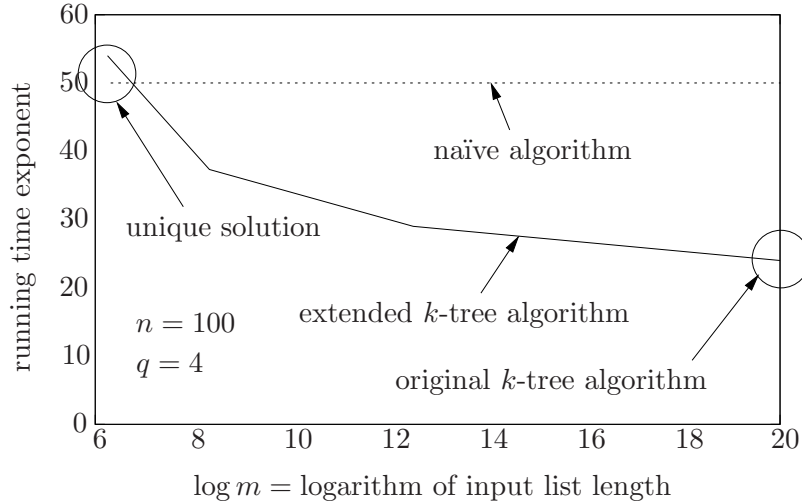 60
50
40
30
20
10
0
running time exponent
naïve algorithm
unique solution
extended k-tree algorithm
n = 100
q = 4
original k-tree algorithm
6 8 10 12 14 16 18 20
log m = logarithm of input list length